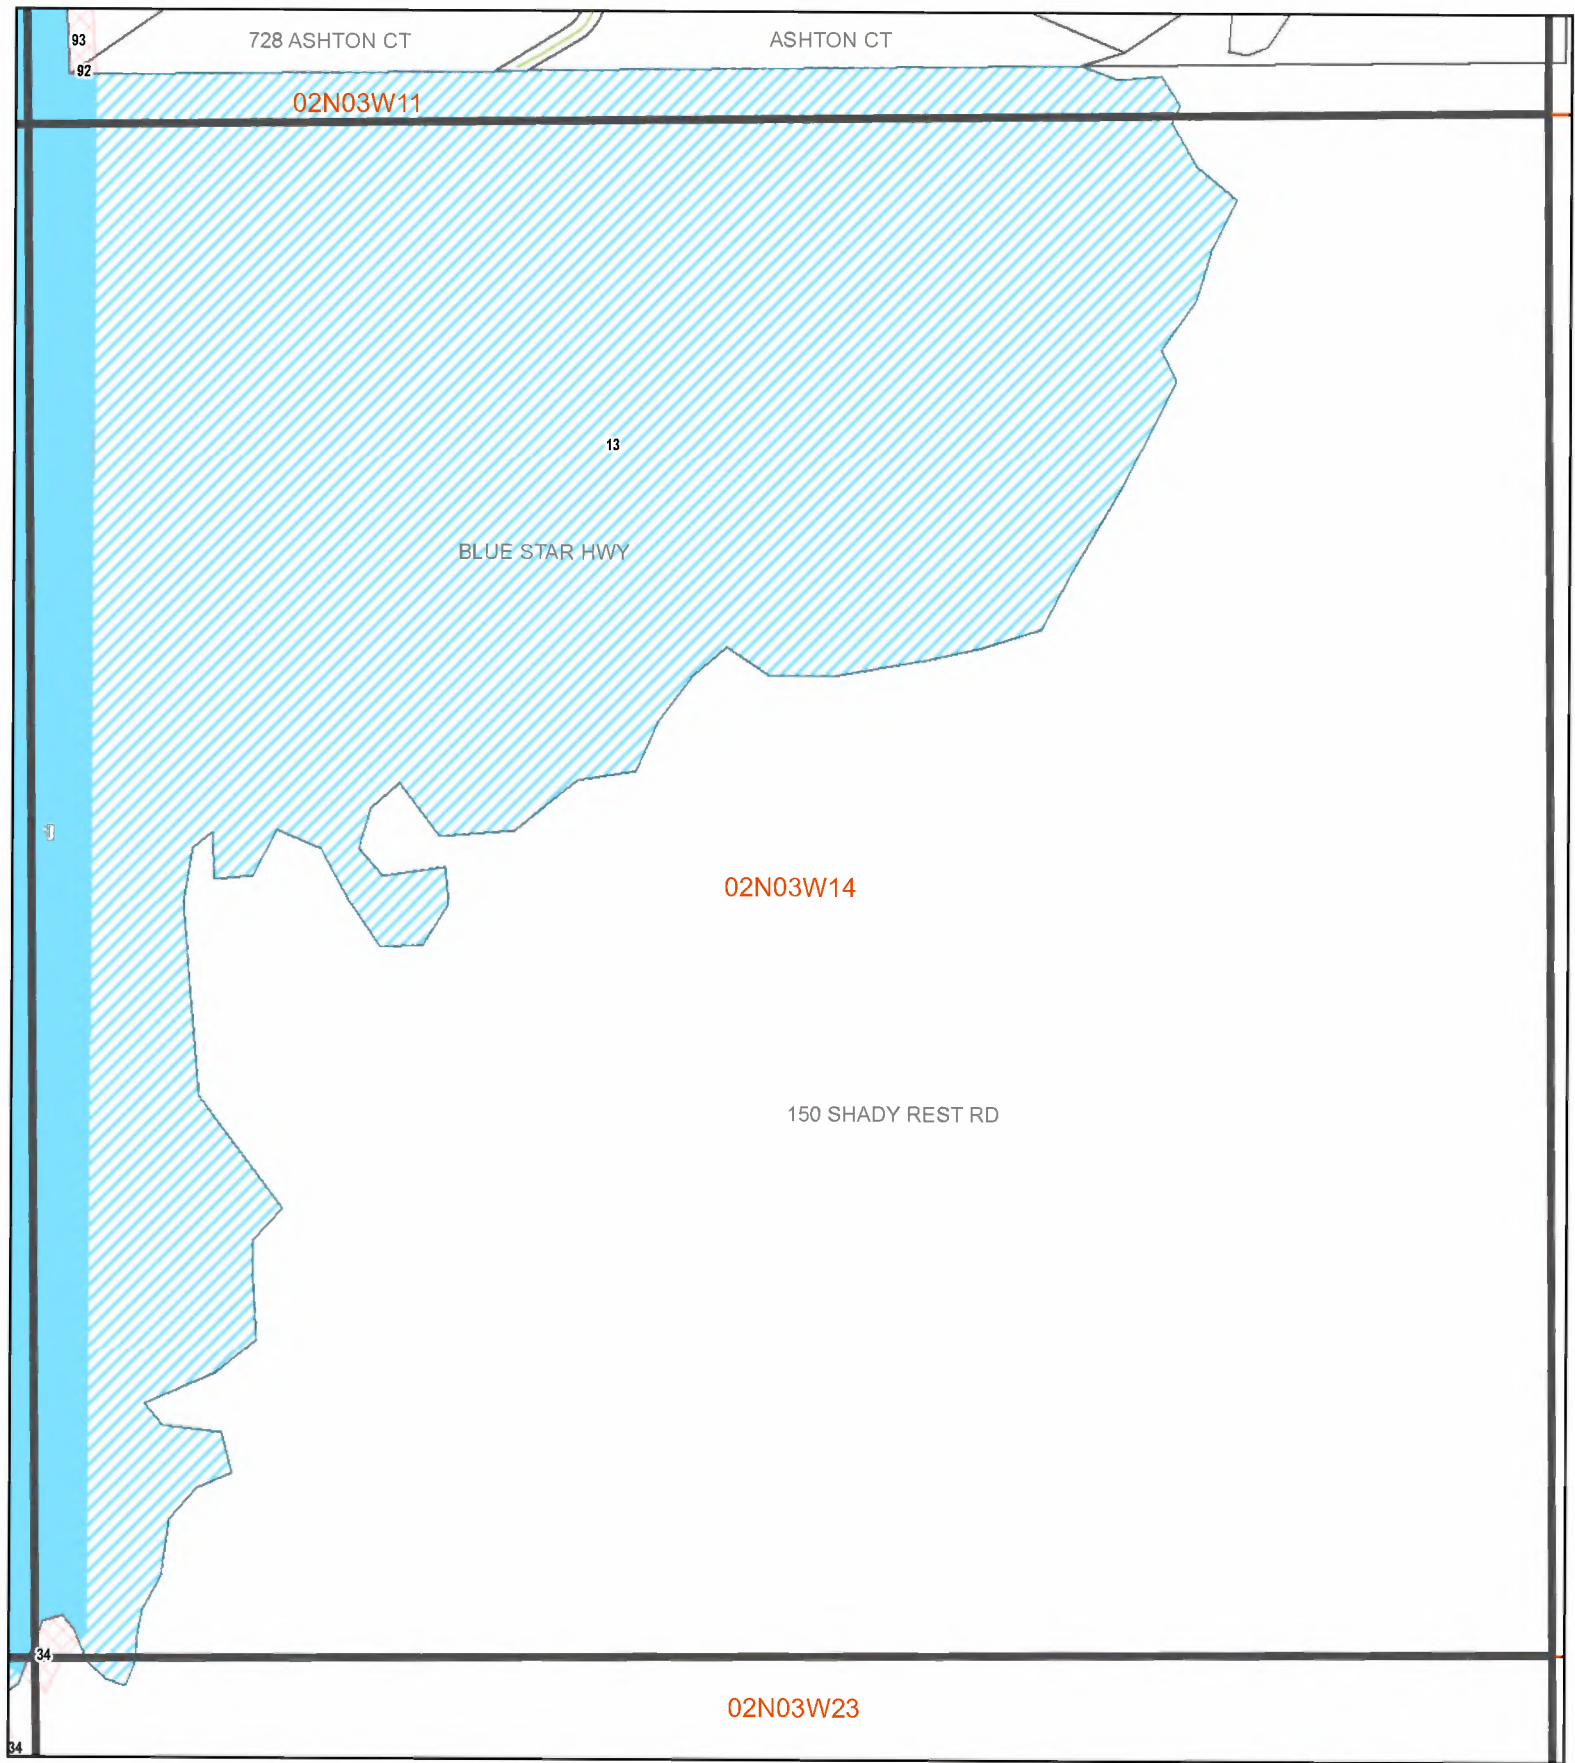 93
728 ASHTON CT
ASHTON CT
92
02N03W11
13
BLUE STAR HWY
02N03W14
150 SHADY REST RD
34
02N03W23
34